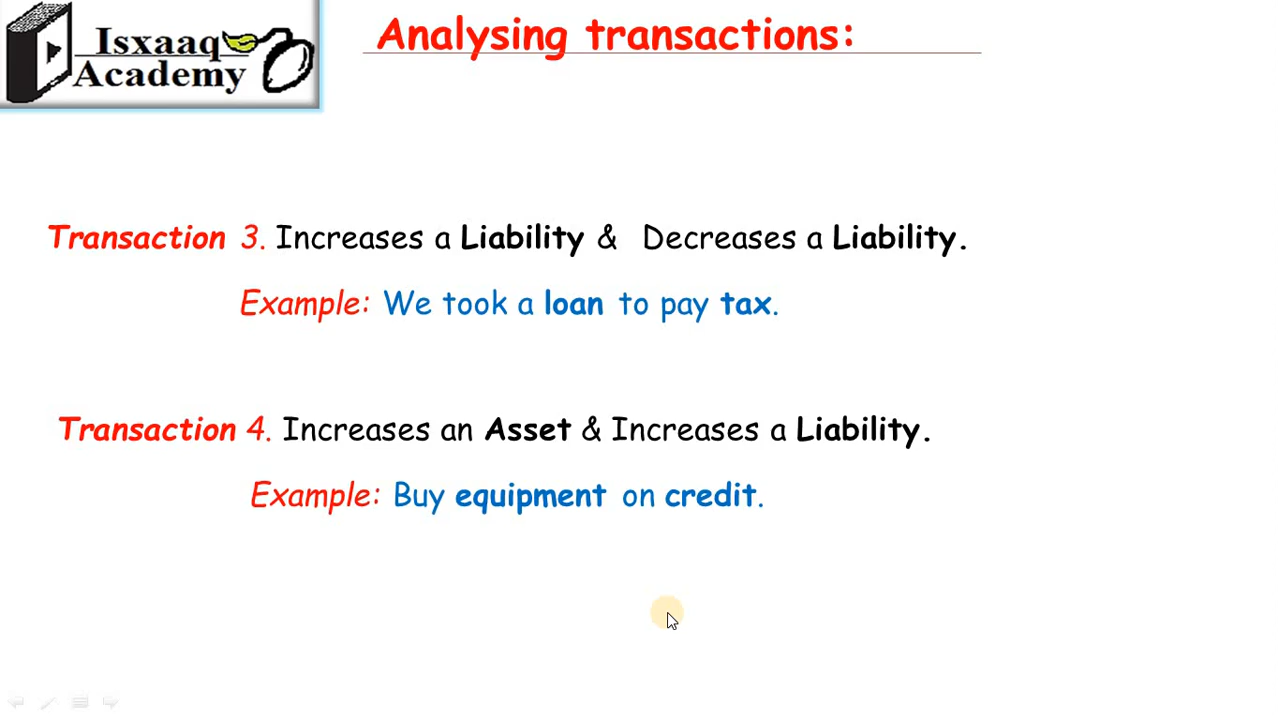 Isxaaq
Academy
Analysing transactions:
Transaction 3. Increases a Liability & Decreases a Liability.
Example: We took a loan to pay tax.
Transaction 4. Increases an Asset & Increases a Liability.
Example: Buy equipment on credit.